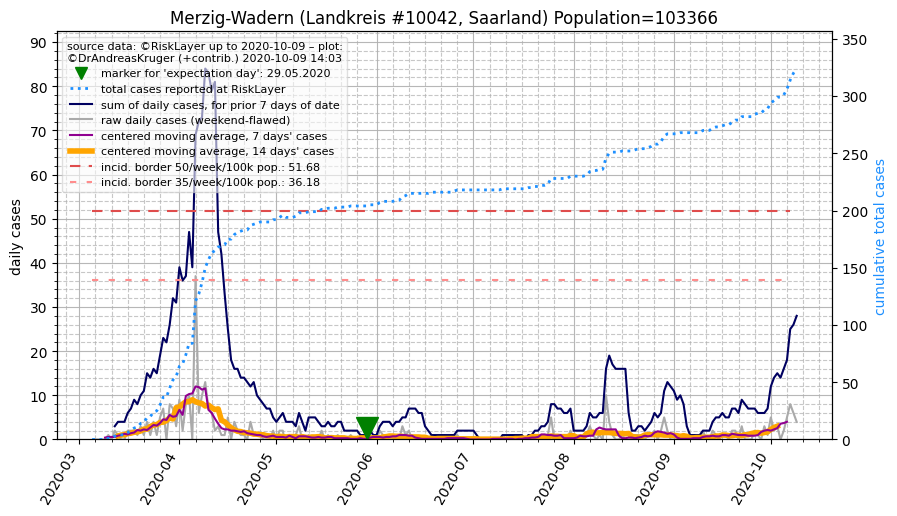 Merzig-Wadern (Landkreis #10042, Saarland) Population=103366
source data: ©RiskLayer up to 2020-10-09 – plot:
©DrAndreasKruger (+contrib.) 2020-10-09 14:03
marker for 'expectation day': 29.05.2020
total cases reported at RiskLayer
sum of daily cases, for prior 7 days of date
raw daily cases (weekend-flawed)
centered moving average, 7 days' cases
centered moving average, 14 days' cases
incid. border 50/week/100k pop.: 51.68
incid. border 35/week/100k pop.: 36.18
daily cases
90
80
70
60
50
40
30
20
10
0
cumulative total cases
350
300
250
200
150
100
50
0
2020-03
2020-04
2020-05
2020-06
2020-07
2020-08
2020-09
2020-10